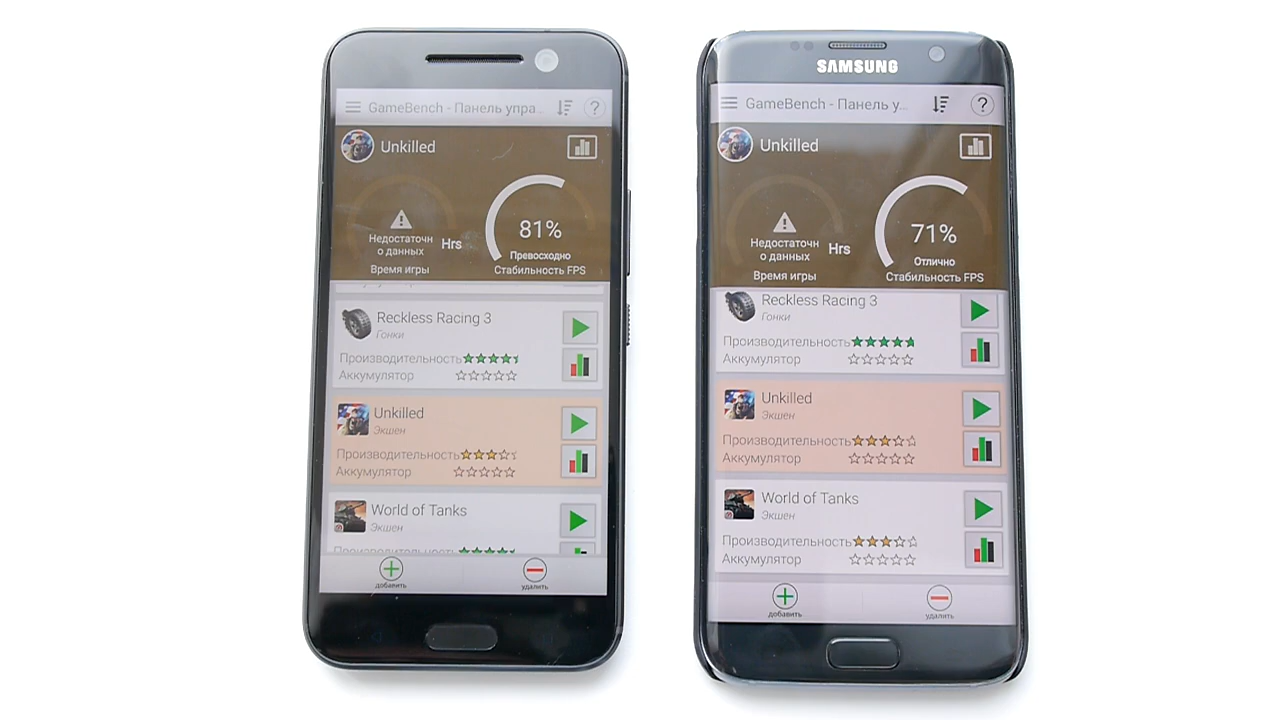 GameBench - Панель упра...
?
Unkilled
Недостаточн
о данных
Hrs
Время игры
81%
Превосходно
Стабильность FPS
Reckless Racing 3
Гонки
Производительность
Аккумулятор
Unkilled
Экшен
Производительность
Аккумулятор
World of Tanks
Экшен
Производительность
добавить
удалить
SAMSUNG
GameBench - Панель у...
?
Unkilled
Недостаточн
о данных
Hrs
Время игры
71%
Отлично
Стабильность FPS
Reckless Racing 3
Гонки
Производительность
Аккумулятор
Unkilled
Экшен
Производительность
Аккумулятор
World of Tanks
Экшен
Производительность
Аккумулятор
добавить
удалить